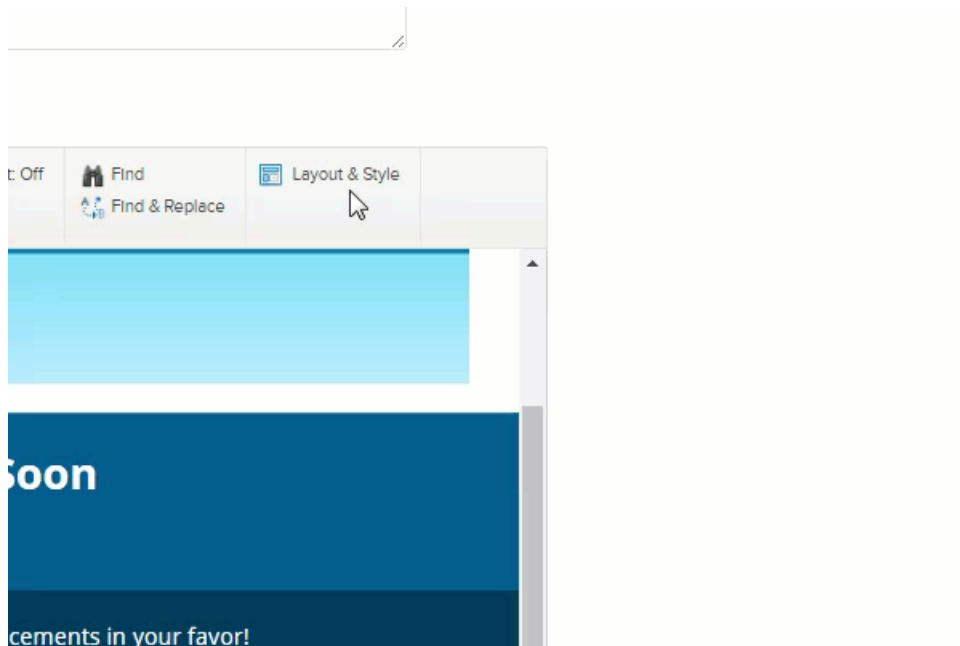 t: Off
Find
Layout & Style
Find & Replace
Soon
cements in your favor!